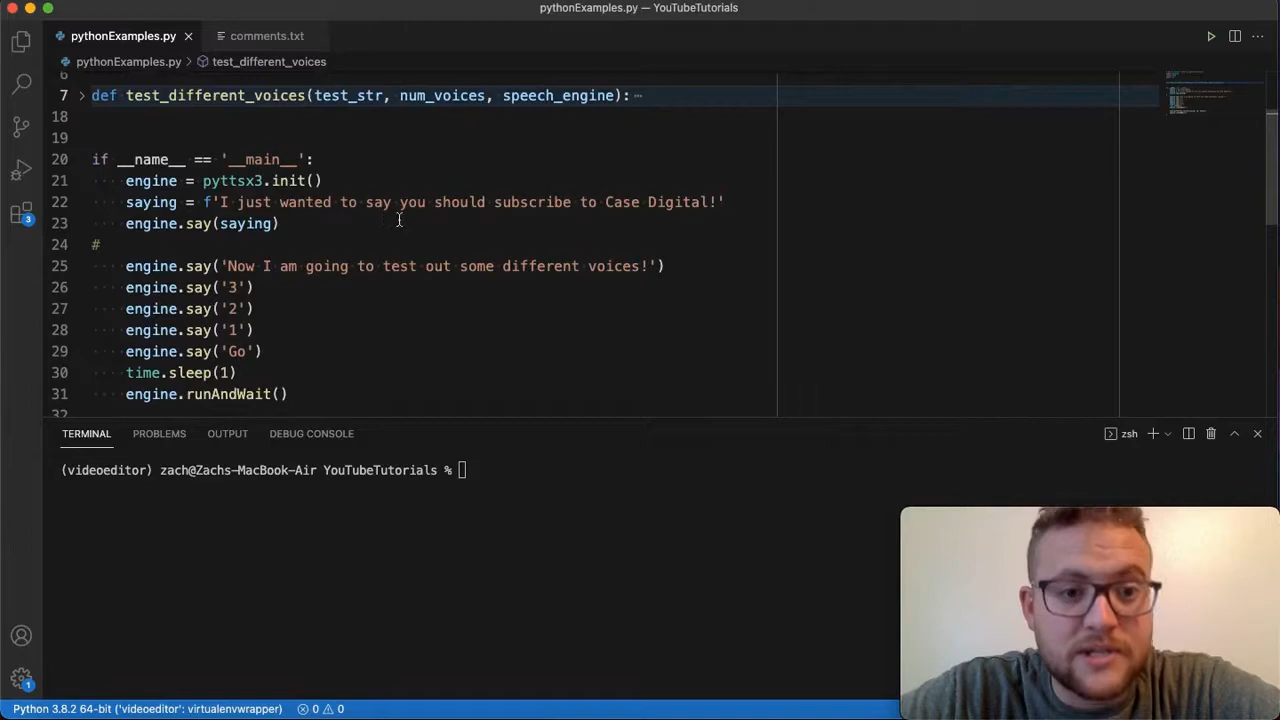 pythonExamples.py — YouTubeTutorials
pythonExamples.py
comments.txt
pythonExamples.py > test_different_voices
6
7 > def test_different_voices(test_str, num_voices, speech_engine):
18
19
20 if __name__ == '__main__':
21 engine = pyttsx3.init()
22 saying = f'I just wanted to say you should subscribe to Case Digital!'
23 engine.say(saying)
24 #
25 engine.say('Now I am going to test out some different voices!')
26 engine.say('3')
27 engine.say('2')
28 engine.say('1')
29 engine.say('Go')
30 time.sleep(1)
31 engine.runAndWait()
32
3
TERMINAL PROBLEMS OUTPUT DEBUG CONSOLE
zsh
(videoeditor) zach@Zachs-MacBook-Air YouTubeTutorials %
1
Python 3.8.2 64-bit ('videoeditor': virtualenvwrapper) 0 0